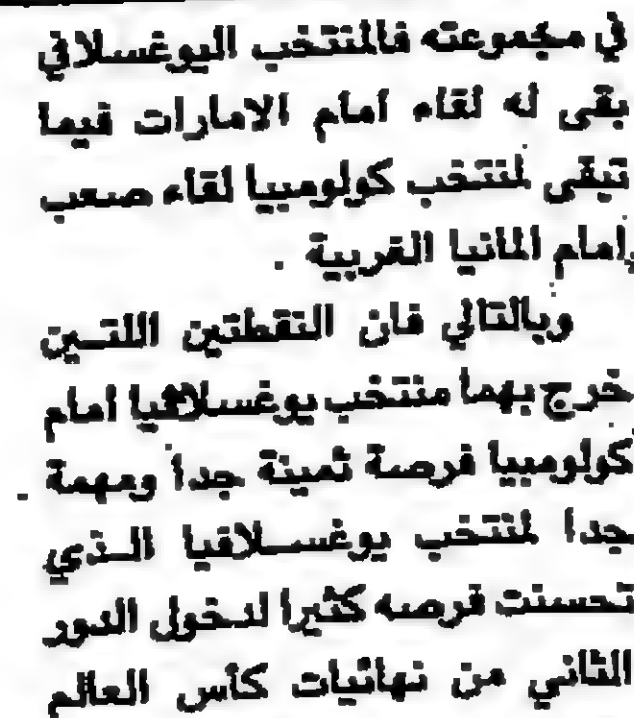 في مجموعته فالمنتخب اليوغسلافي
بقى له لقاء امام الامارات فيما
تبقى لمنتخب كولومبيا لقاء صعب
امام المانيا الغربية .
وبالتالي فان النقطتين اللتين
خرج بهما منتخب يوغسلافيا امام
كولومبيا فرصة ثمينة جداً ومهمة
جدا لمنتخب يوغسلافيا الذي
تحسنت فرصه كثيرا لدخول الدور
الثاني من نهائيات كأس العالم